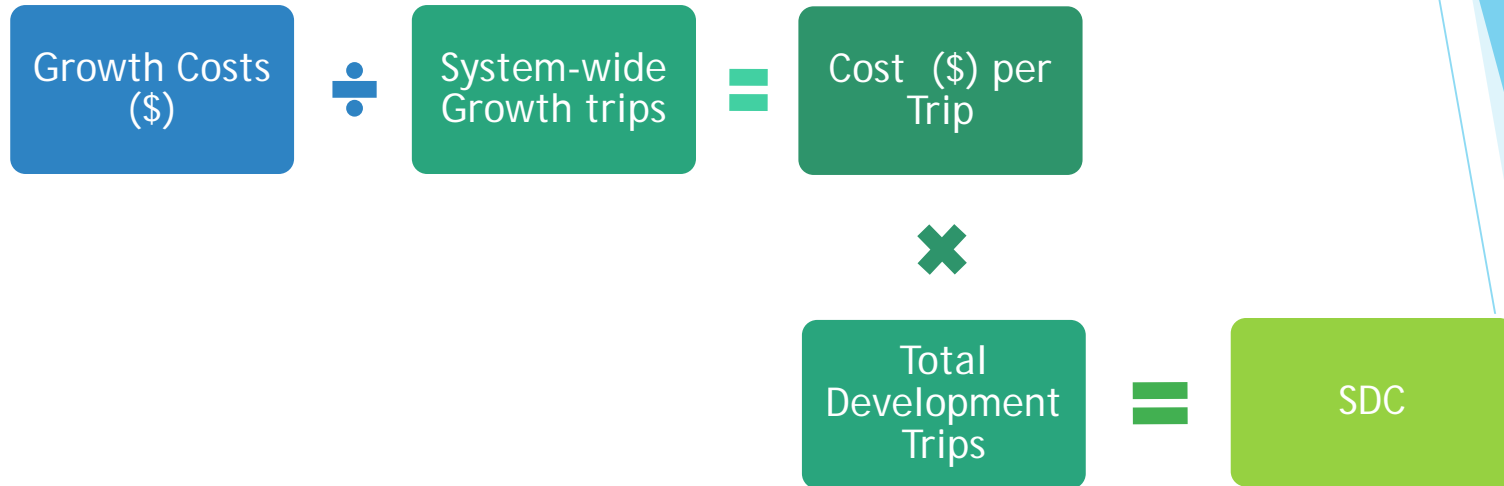 Growth Costs
($)
÷
System-wide
Growth trips
=
Cost ($) per
Trip
✖
Total
Development
Trips
=
SDC